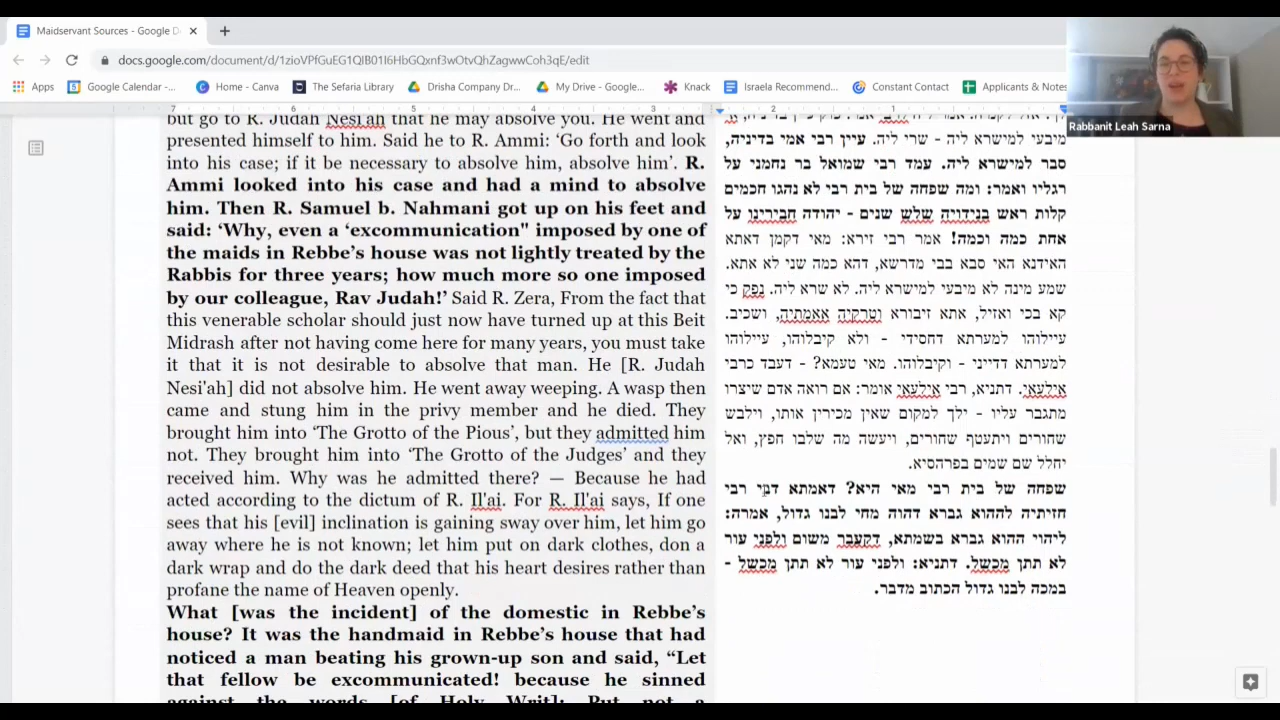 Maidservant Sources - Google D
docs.google.com/document/d/1zioVPfGuEG1QIB01I6HbGQxnf3wOtvQhZagwwCoh3qE/edit
Apps
Google Calendar -...
Home - Canva
The Sefaria Library
Drisha Company Dr...
My Drive - Google...
Knack
Israela Recommend...
Constant Contact
Applicants & Notes
Rabbanit Leah Sarna
7 6 5 4 3 2 1
but go to R. Judah Nesi'ah that he may absolve you. He went and
presented himself to him. Said he to R. Ammi: ‘Go forth and look
into his case; if it be necessary to absolve him, absolve him’. R.
Ammi looked into his case and had a mind to absolve
him. Then R. Samuel b. Nahmani got up on his feet and
said: ‘Why, even a ‘excommunication" imposed by one of
the maids in Rebbe’s house was not lightly treated by the
Rabbis for three years; how much more so one imposed
by our colleague, Rav Judah!’ Said R. Zera, From the fact that
this venerable scholar should just now have turned up at this Beit
Midrash after not having come here for many years, you must take
it that it is not desirable to absolve that man. He [R. Judah
Nesi'ah] did not absolve him. He went away weeping. A wasp then
came and stung him in the privy member and he died. They
brought him into ‘The Grotto of the Pious’, but they admitted him
not. They brought him into ‘The Grotto of the Judges’ and they
received him. Why was he admitted there? — Because he had
acted according to the dictum of R. Il'ai. For R. Il'ai says, If one
sees that his [evil] inclination is gaining sway over him, let him go
away where he is not known; let him put on dark clothes, don a
dark wrap and do the dark deed that his heart desires rather than
profane the name of Heaven openly.
What [was the incident] of the domestic in Rebbe’s
house? It was the handmaid in Rebbe’s house that had
noticed a man beating his grown-up son and said, “Let
that fellow be excommunicated! because he sinned
against the words [of Holy Writ]: Put not a
מיבעי למישרא ליה - שרי ליה. עיין רבי אמי בדיניה,
סבר למישרא ליה. עמד רבי שמואל בר נחמני על
רגליו ואמר: ומה שפחה של בית רבי לא נהגו חכמים
קלות ראש בנידויה שלש שנים - יהודה חבירינו על
אחת כמה וכמה! אמר רבי זירא: מאי דקמן דאתא
האידנא האי סבא בבי מדרשא, דהא כמה שני לא אתא.
שמע מינה לא מיבעי למישרא ליה. לא שרא ליה. נפק כי
קא בכי ואזיל, אתא זיבורא וטרקיה אאמתיה, ושכיב.
עיילוהו למערתא דחסידי - ולא קיבלוהו, עיילוהו
למערתא דדייני - וקיבלוהו. מאי טעמא? - דעבד כרבי
אילעאי. דתניא, רבי אילעאי אומר: אם רואה אדם שיצרו
מתגבר עליו - ילך למקום שאין מכירין אותו, וילבש
שחורים ויתעטף שחורים, ויעשה מה שלבו חפץ, ואל
יחלל שם שמים בפרהסיא.
שפחה של בית רבי מאי היא? דאמתא דבי רבי
חזיתיה לההוא גברא דהוה מחי לבנו גדול, אמרה:
ליהוי ההוא גברא בשמתא, דקעבר משום ולפני עור
לא תתן מכשל. דתניא: ולפני עור לא תתן מכשל -
במכה לבנו גדול הכתוב מדבר.